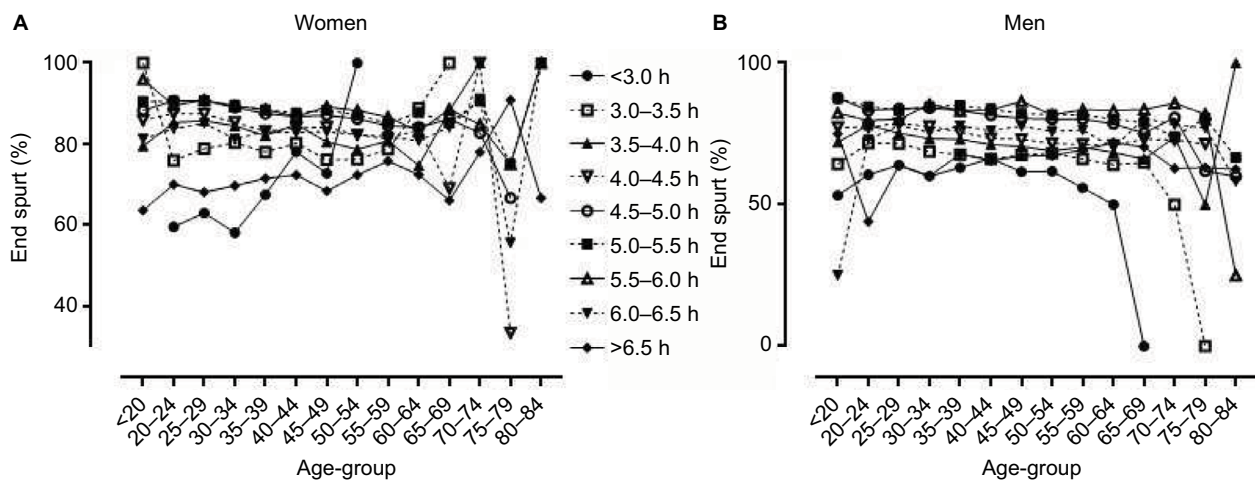 A
Women
End spurt (%)
100
80
60
40
<20
20–24
25–29
30–34
35–39
40–44
45–49
50–54
55–59
60–64
65–69
70–74
75–79
80–84
Age-group
<3.0 h
3.0–3.5 h
3.5–4.0 h
4.0–4.5 h
4.5–5.0 h
5.0–5.5 h
5.5–6.0 h
6.0–6.5 h
>6.5 h
B
Men
End spurt (%)
100
50
0
<20
20–24
25–29
30–34
35–39
40–44
45–49
50–54
55–59
60–64
65–69
70–74
75–79
80–84
Age-group